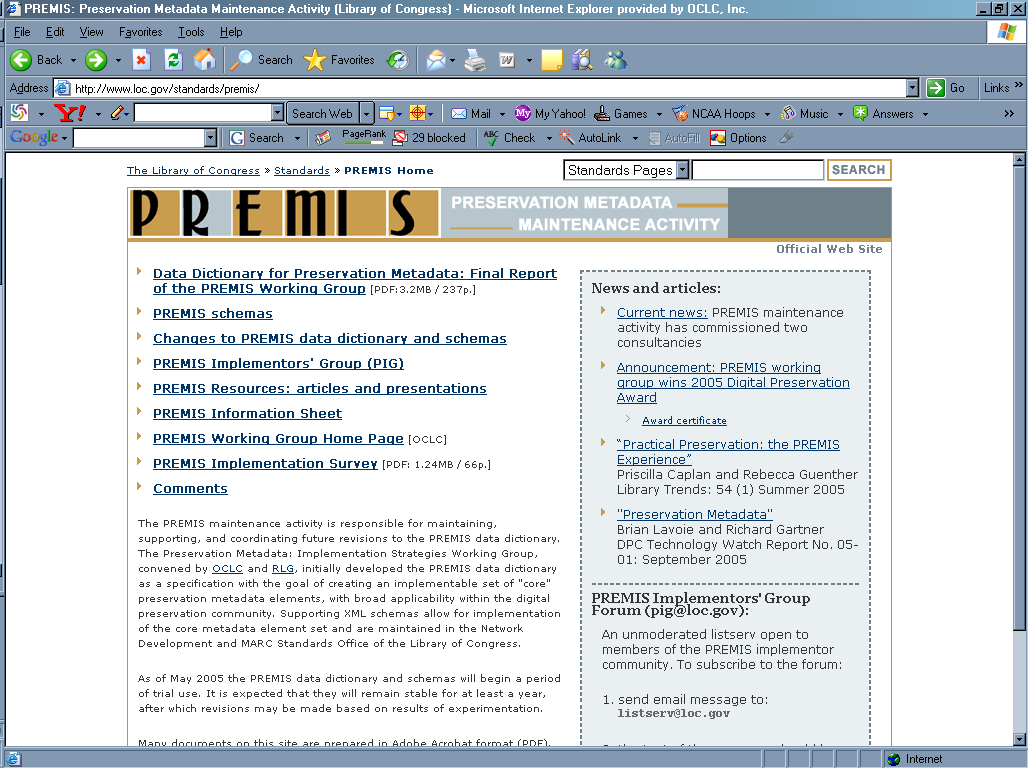 PREMIS: Preservation Metadata Maintenance Activity (Library of Congress) - Microsoft Internet Explorer provided by OCLC, Inc.
File Edit View Favorites Tools Help
Back Search Favorites
Address http://www.loc.gov/standards/premis/ Go Links »
Y! Search Web Mail My My Yahoo! Games NCAA Hoops Music Answers »
Google G Search PageRank 29 blocked ABC Check AutoLink AutoFill Options
The Library of Congress » Standards » PREMIS Home Standards Pages SEARCH
PREMIS PRESERVATION METADATA
MAINTENANCE ACTIVITY
Official Web Site
Data Dictionary for Preservation Metadata: Final Report
of the PREMIS Working Group [PDF:3.2MB / 237p.]
PREMIS schemas
Changes to PREMIS data dictionary and schemas
PREMIS Implementors' Group (PIG)
PREMIS Resources: articles and presentations
PREMIS Information Sheet
PREMIS Working Group Home Page [OCLC]
PREMIS Implementation Survey [PDF: 1.24MB / 66p.]
Comments
The PREMIS maintenance activity is responsible for maintaining,
supporting, and coordinating future revisions to the PREMIS data dictionary.
The Preservation Metadata: Implementation Strategies Working Group,
convened by OCLC and RLG, initially developed the PREMIS data dictionary
as a specification with the goal of creating an implementable set of "core"
preservation metadata elements, with broad applicability within the digital
preservation community. Supporting XML schemas allow for implementation
of the core metadata element set and are maintained in the Network
Development and MARC Standards Office of the Library of Congress.
As of May 2005 the PREMIS data dictionary and schemas will begin a period
of trial use. It is expected that they will remain stable for at least a year,
after which revisions may be made based on results of experimentation.
Many documents on this site are prepared in Adobe Acrobat format (PDF).
News and articles:
Current news: PREMIS maintenance
activity has commissioned two
consultancies
Announcement: PREMIS working
group wins 2005 Digital Preservation
Award
Award certificate
“Practical Preservation: the PREMIS
Experience”
Priscilla Caplan and Rebecca Guenther
Library Trends: 54 (1) Summer 2005
"Preservation Metadata"
Brian Lavoie and Richard Gartner
DPC Technology Watch Report No. 05-
01: September 2005
PREMIS Implementors' Group
Forum (pig@loc.gov):
An unmoderated listserv open to
members of the PREMIS implementor
community. To subscribe to the forum:
1. send email message to:
listserv@loc.gov
Internet